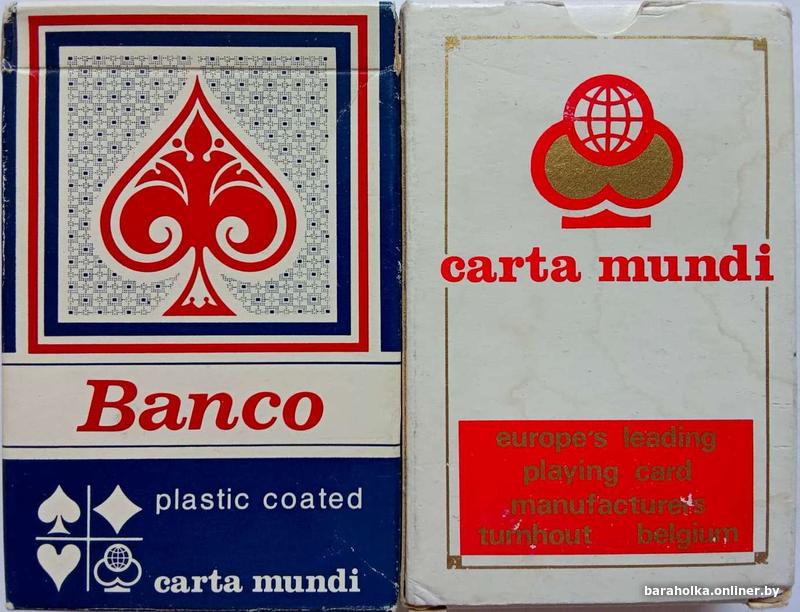 Banco
plastic coated
carta mundi
carta mundi
europe's leading
playing card
manufacturers
turnhout belgium
baraholka.onliner.by